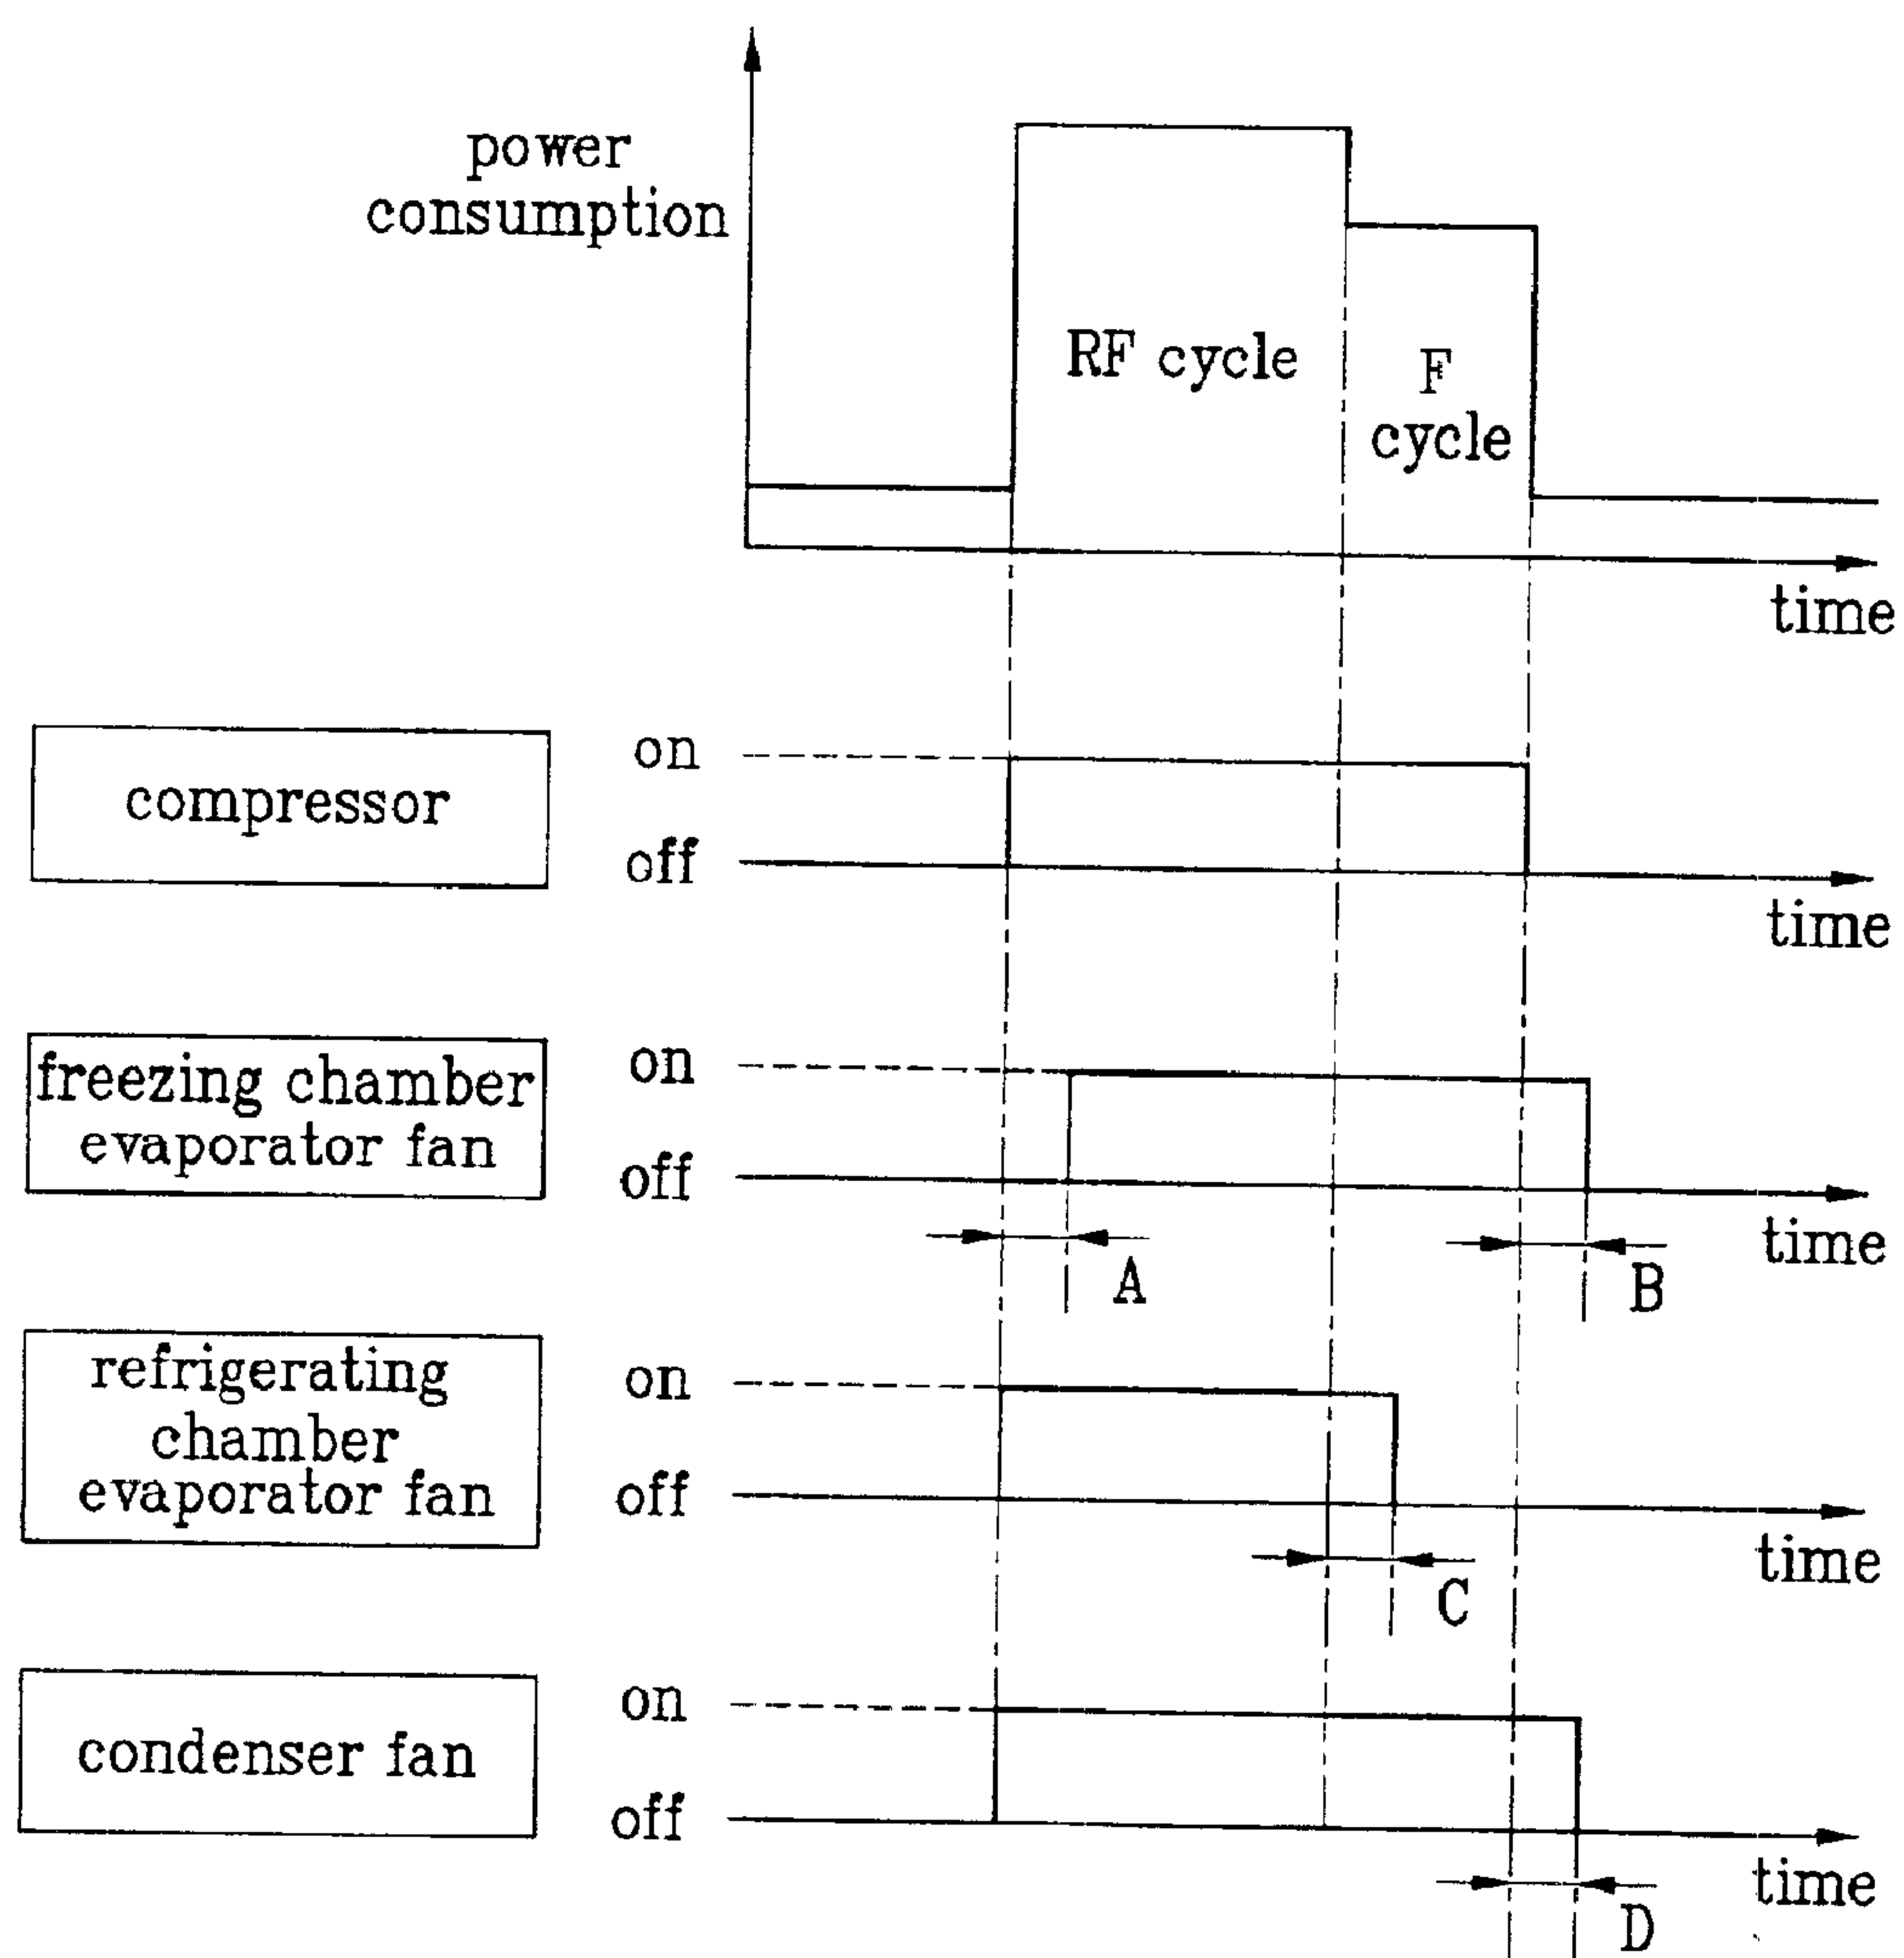 power
consumption
RF cycle
F
cycle
time
compressor
on
off
time
freezing chamber
evaporator fan
on
off
time
A
B
refrigerating
chamber
evaporator fan
on
off
time
C
condenser fan
on
off
time
D